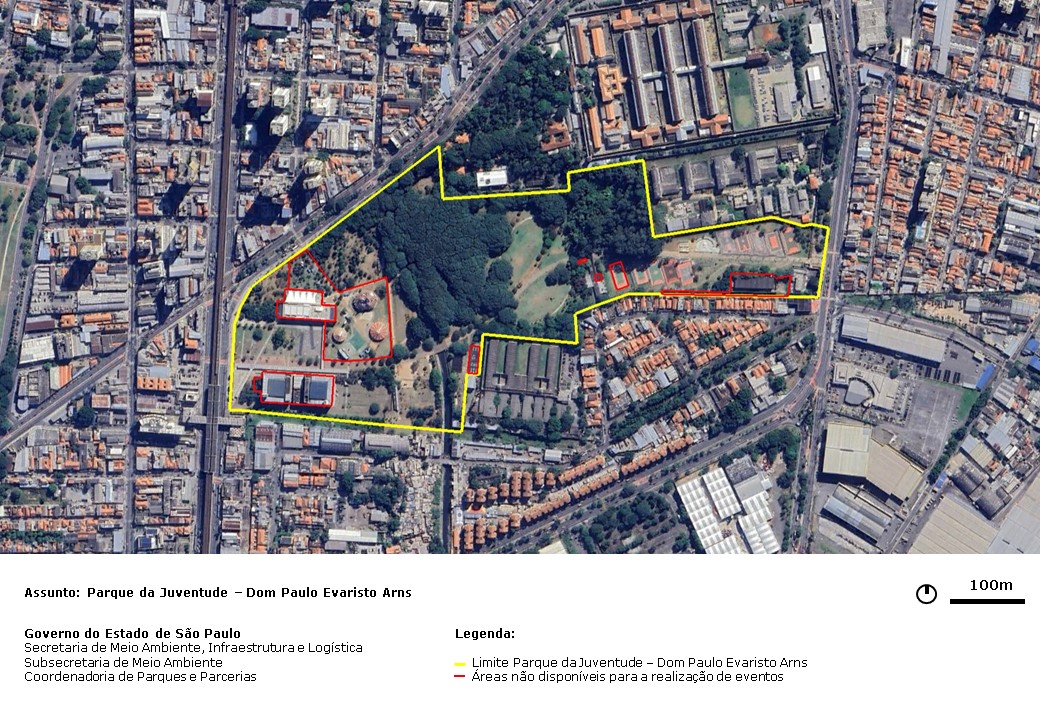 Assunto: Parque da Juventude – Dom Paulo Evaristo Arns
100m
Governo do Estado de São Paulo
Secretaria de Meio Ambiente, Infraestrutura e Logística
Subsecretaria de Meio Ambiente
Coordenadoria de Parques e Parcerias
Legenda:
Limite Parque da Juventude – Dom Paulo Evaristo Arns
Áreas não disponíveis para a realização de eventos